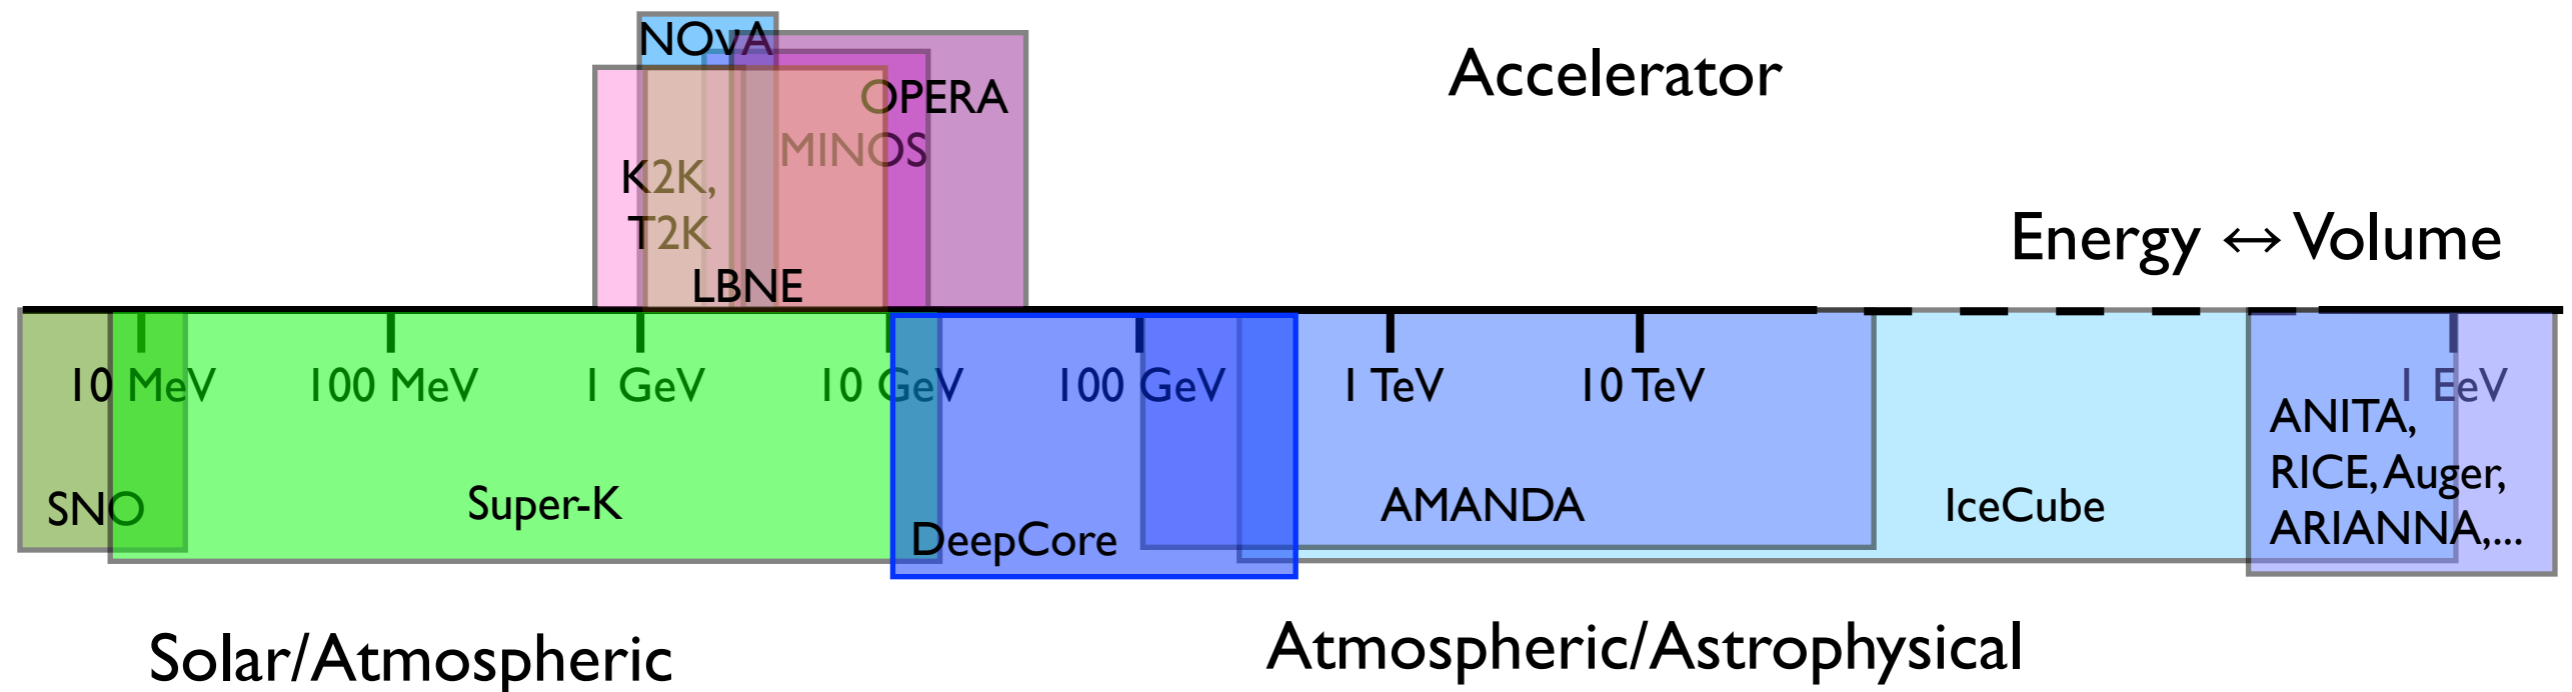 NOνA
Accelerator
OPERA
MINOS
K2K,
T2K
LBNE
Energy ↔ Volume
10 MeV
100 MeV
1 GeV
10 GeV
100 GeV
1 TeV
10 TeV
1 EeV
SNO
Super-K
DeepCore
AMANDA
IceCube
ANITA,
RICE, Auger,
ARIANNA,...
Solar/Atmospheric
Atmospheric/Astrophysical